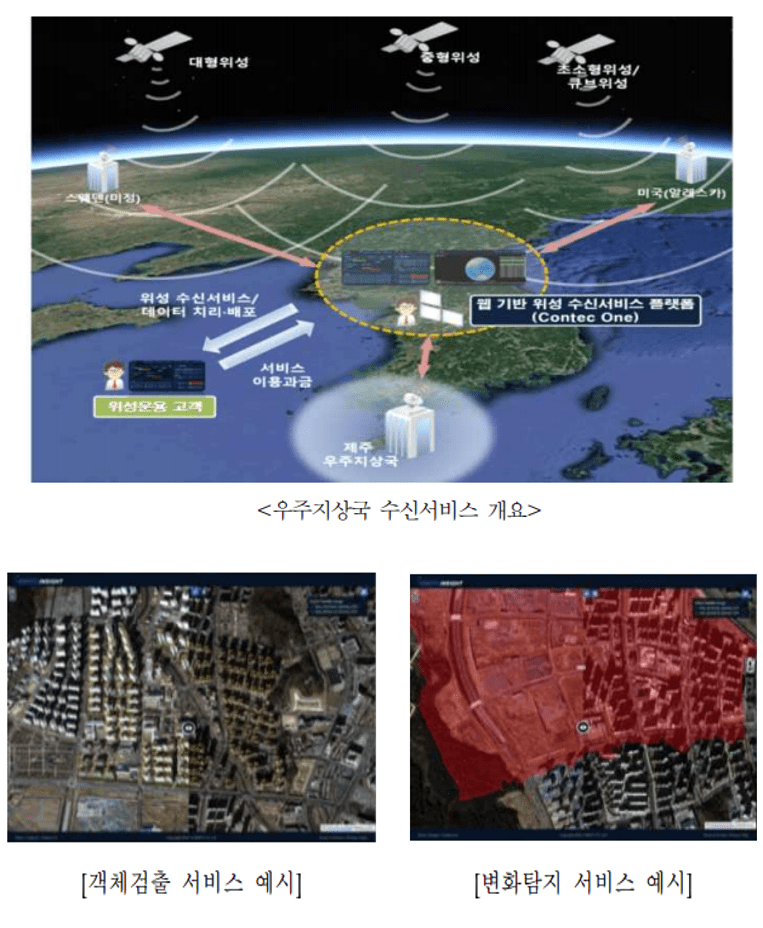 대형위성
중형위성
초소형위성/
큐브위성
스웨덴(미정)
미국(알래스카)
위성 수신서비스/
데이터 처리·배포
웹 기반 위성 수신서비스 플랫폼
(Contec One)
서비스
이용과금
위성운용 고객
제주
우주지상국
<우주지상국 수신서비스 개요>
INSIGHT
INSIGHT
[객체검출 서비스 예시]
[변화탐지 서비스 예시]